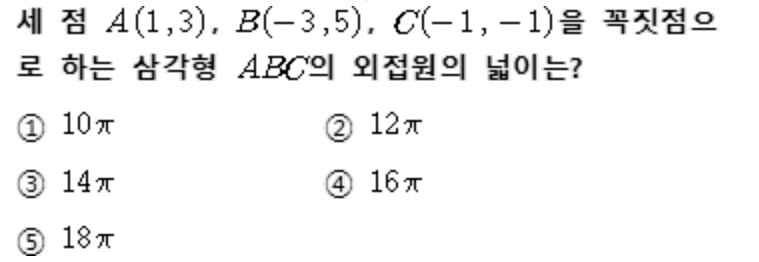 세 점 A(1,3), B(−3,5), C(−1,−1)을 꼭짓점으
로 하는 삼각형 ABC의 외접원의 넓이는?
① 10π ② 12π
③ 14π ④ 16π
⑤ 18π